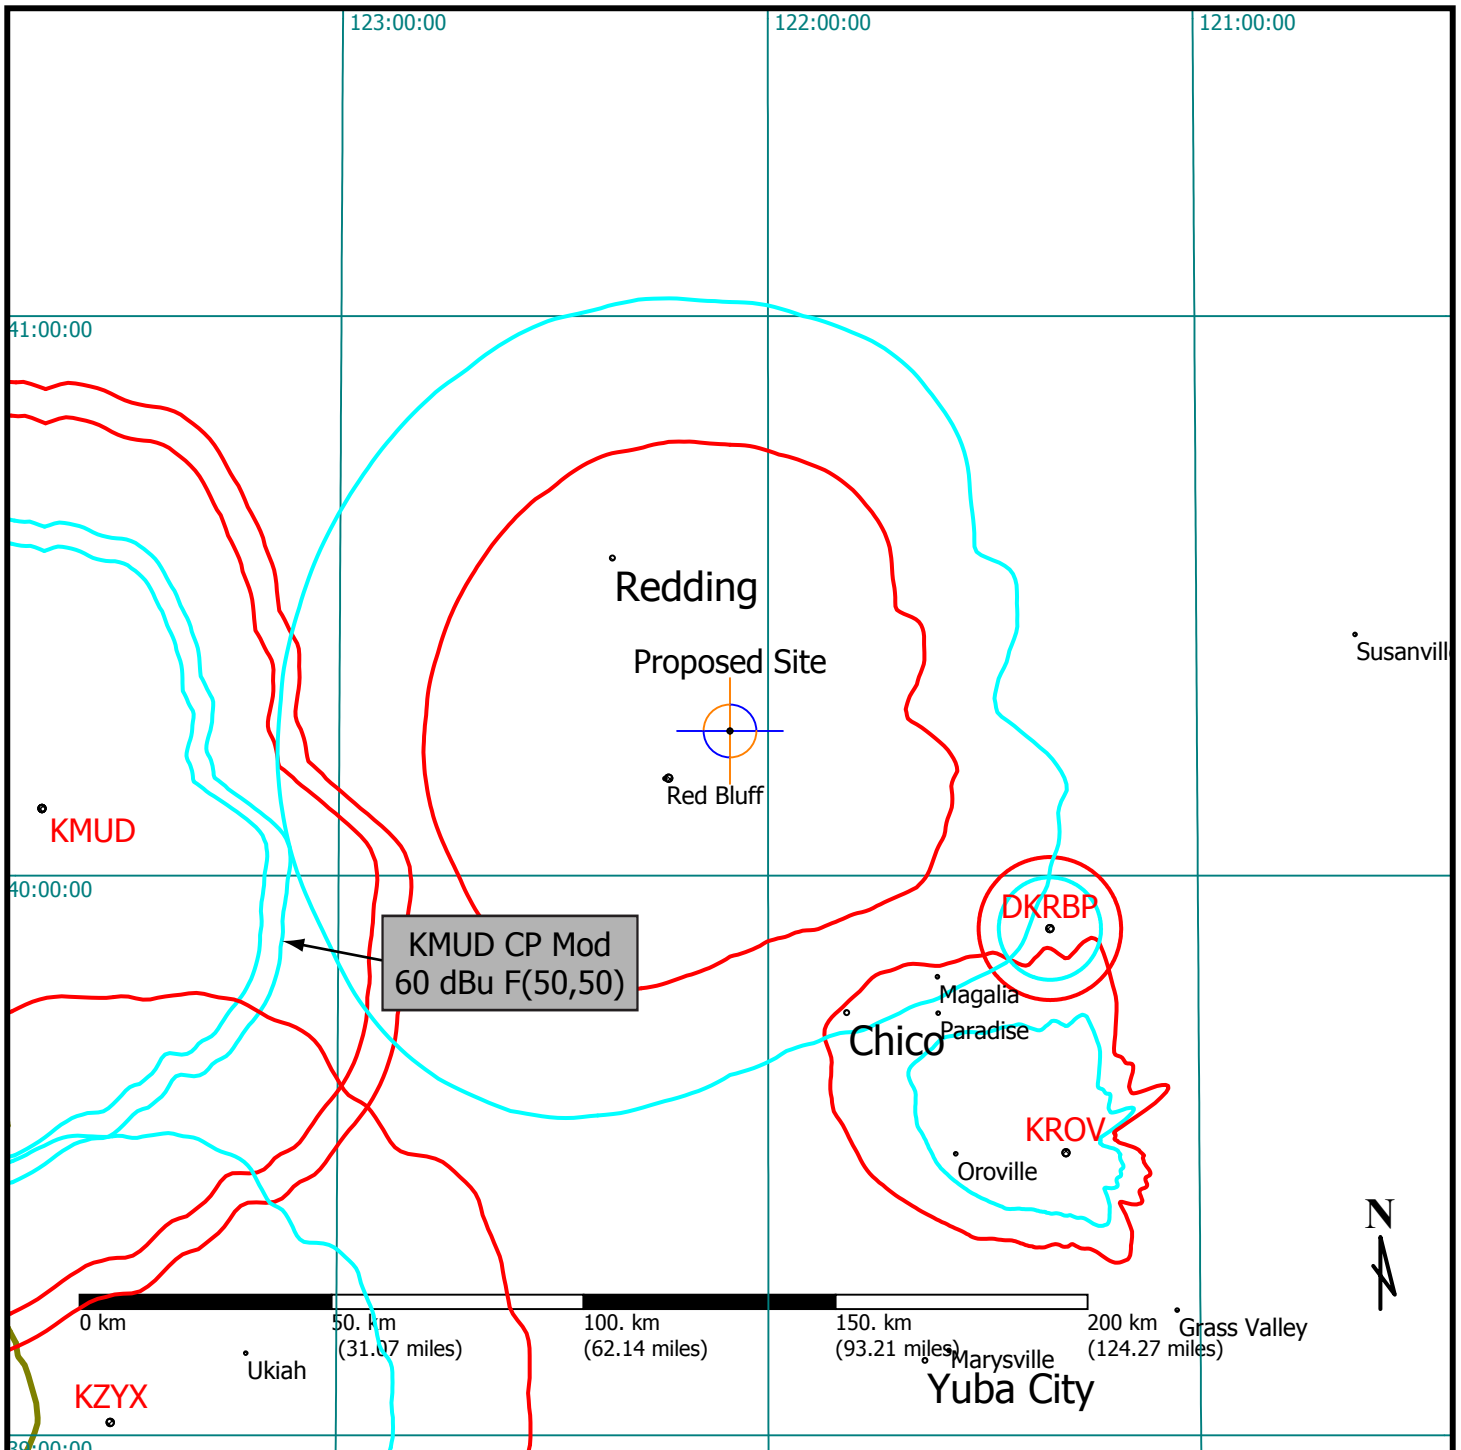 123:00:00
122:00:00
121:00:00
41:00:00
Redding
Susanvill
Proposed Site
Red Bluff
KMUD
40:00:00
DKRBP
KMUD CP Mod
60 dBu F(50,50)
Magalia
Paradise
Chico
KROV
Oroville
N
0 km
50. km
(31.07 miles)
100. km
(62.14 miles)
150. km
(93.21 miles)
200 km
(124.27 miles)
Grass Valley
Ukiah
Marysville
Yuba City
KZYX
39:00:00